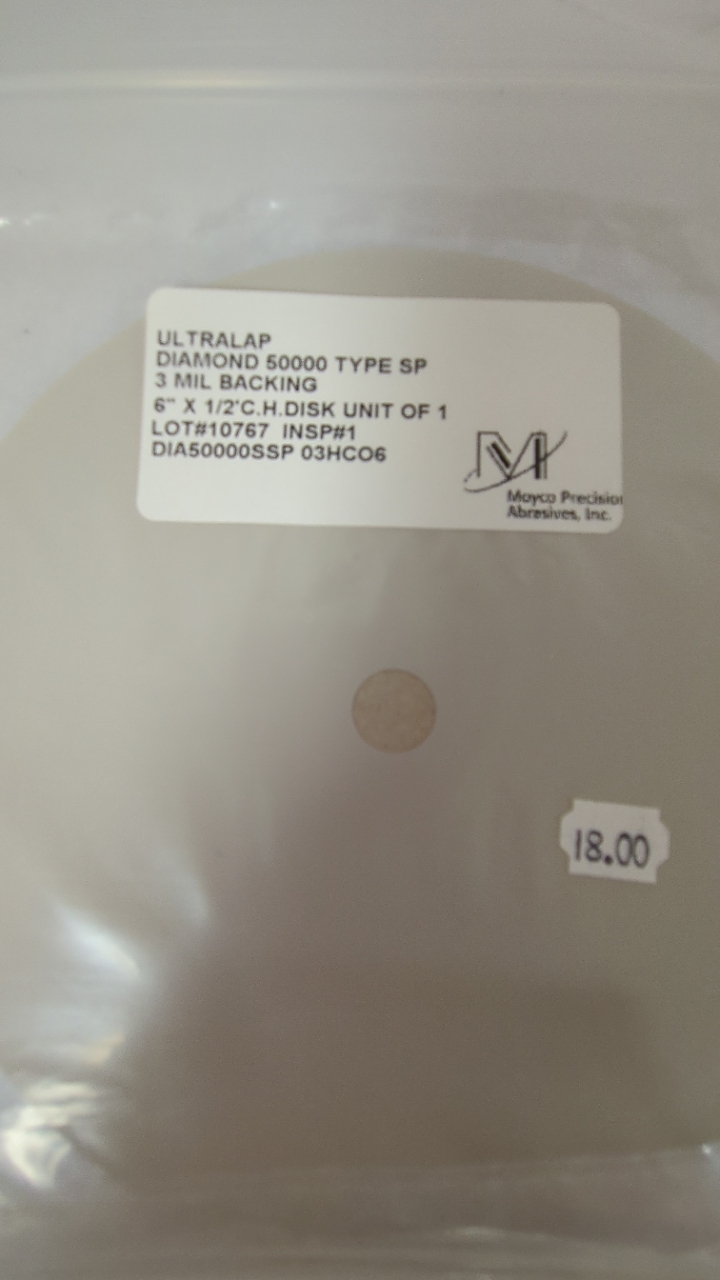 ULTRALAP
DIAMOND 50000 TYPE SP
3 MIL BACKING
6" X 1/2'C.H.DISK UNIT OF 1
LOT#10767 INSP#1
DIA50000SSP 03HCO6
M
Moyco Precision
Abrasives, Inc.
18.00